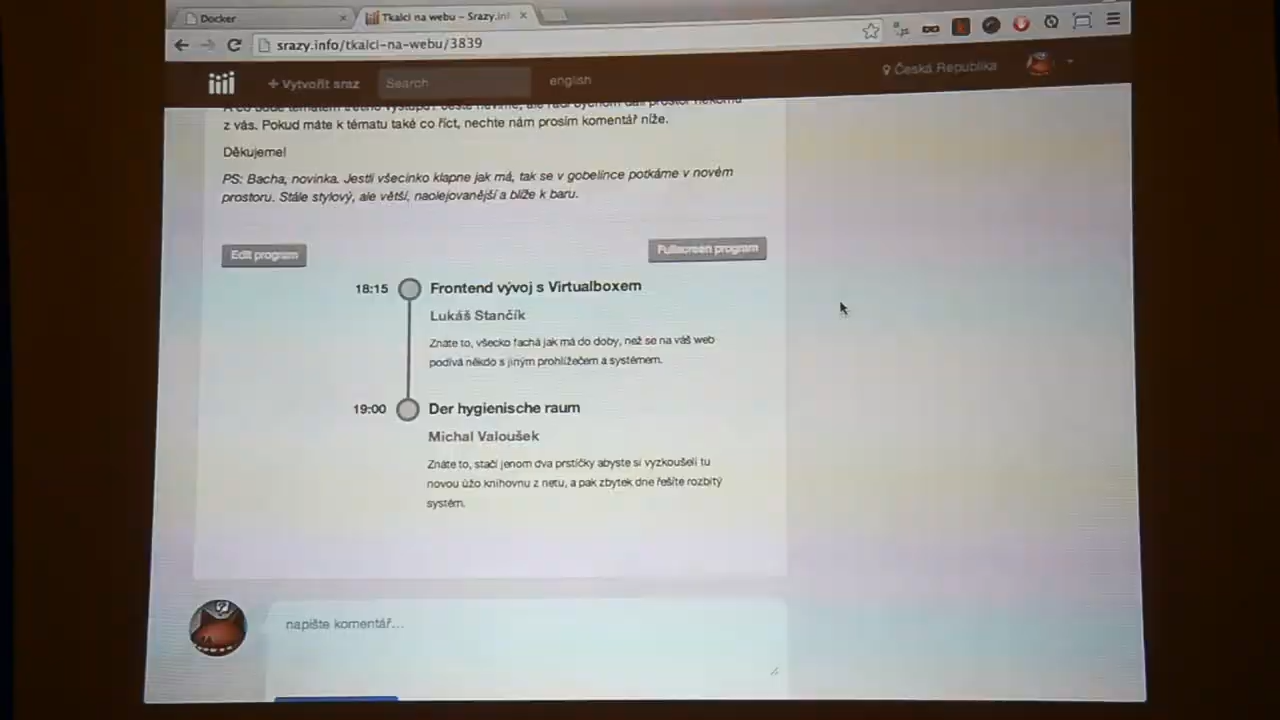 Docker
Tkalci na webu – Srazy.inf
srazy.info/tkalci-na-webu/3839
+ Vytvořit sraz
Search
english
Česká Republika
z vás. Pokud máte k tématu také co říct, nechte nám prosím komentář níže.
Děkujeme!
PS: Bacha, novinka. Jestli všecinko klapne jak má, tak se v gobelínce potkáme v novém
prostoru. Stále stylový, ale větší, naolejovanější a blíže k baru.
Edit program
Fullscreen program
18:15 Frontend vývoj s Virtualboxem
Lukáš Stančík
Znáte to, všecko fachá jak má do doby, než se na váš web
podívá někdo s jiným prohlížečem a systémem.
19:00 Der hygienische raum
Michal Valoušek
Znáte to, stačí jenom dva prstíčky abyste si vyzkoušeli tu
novou úžo knihovnu z netu, a pak zbytek dne řešíte rozbitý
systém.
napište komentář...